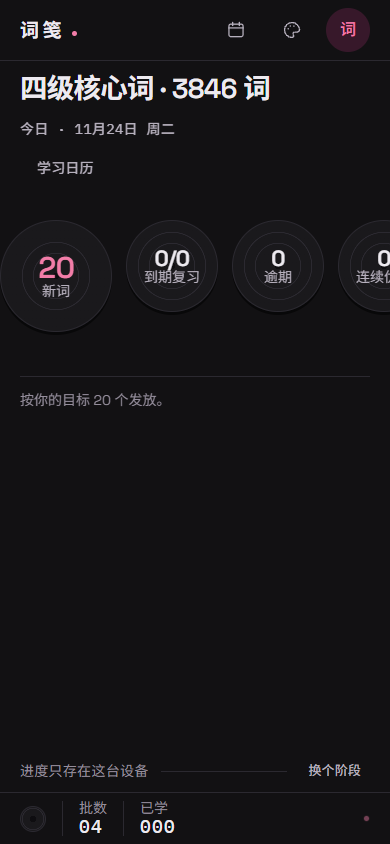 词笺
词
四级核心词 · 3846 词
今日 · 11月24日 周二
学习日历
20
新词
0/0
到期复习
0
逾期
0
连续
按你的目标 20 个发放。
进度只存在这台设备
换个阶段
批数
04
已学
000